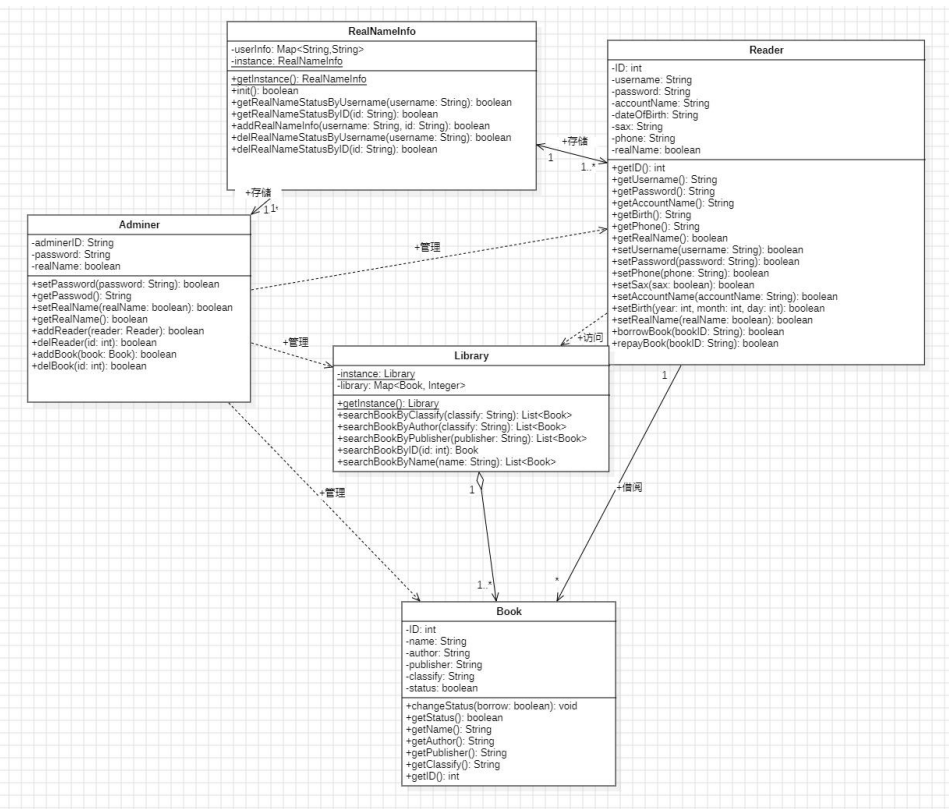 RealNameInfo
-userInfo: Map<String,String>
-instance: RealNameInfo
+getInstance(): RealNameInfo
+init(): boolean
+getRealNameStatusByUsername(username: String): boolean
+getRealNameStatusByID(id: String): boolean
+addRealNameInfo(username: String, id: String): boolean
+delRealNameStatusByUsername(username: String): boolean
+delRealNameStatusByID(id: String): boolean
Reader
-ID: int
-username: String
-password: String
-accountName: String
-dateOfBirth: String
-sax: String
-phone: String
-realName: boolean
+getID(): int
+getUsername(): String
+getPassword(): String
+getAccountName(): String
+getBirth(): String
+getPhone(): String
+getRealName(): boolean
+setUsername(username: String): boolean
+setPassword(password: String): boolean
+setPhone(phone: String): boolean
+setSax(sax: boolean): boolean
+setAccountName(accountName: String): boolean
+setBirth(year: int, month: int, day: int): boolean
+setRealName(realName: boolean): boolean
+borrowBook(bookID: String): boolean
+repayBook(bookID: String): boolean
+存储
1
1..*
+存储
1
1*
Adminer
-adminerID: String
-password: String
-realName: boolean
+setPassword(password: String): boolean
+getPasswod(): String
+setRealName(realName: boolean): boolean
+getRealName(): boolean
+addReader(reader: Reader): boolean
+delReader(id: int): boolean
+addBook(book: Book): boolean
+delBook(id: int): boolean
+管理
+管理
+访问
Library
-instance: Library
-library: Map<Book, Integer>
+getInstance(): Library
+searchBookByClassify(classify: String): List<Book>
+searchBookByAuthor(classify: String): List<Book>
+searchBookByPublisher(publisher: String): List<Book>
+searchBookByID(id: int): Book
+searchBookByName(name: String): List<Book>
1
+管理
1
+借阅
1..*
*
Book
-ID: int
-name: String
-author: String
-publisher: String
-classify: String
-status: boolean
+changeStatus(borrow: boolean): void
+getStatus(): boolean
+getName(): String
+getAuthor(): String
+getPublisher(): String
+getClassify(): String
+getID(): int